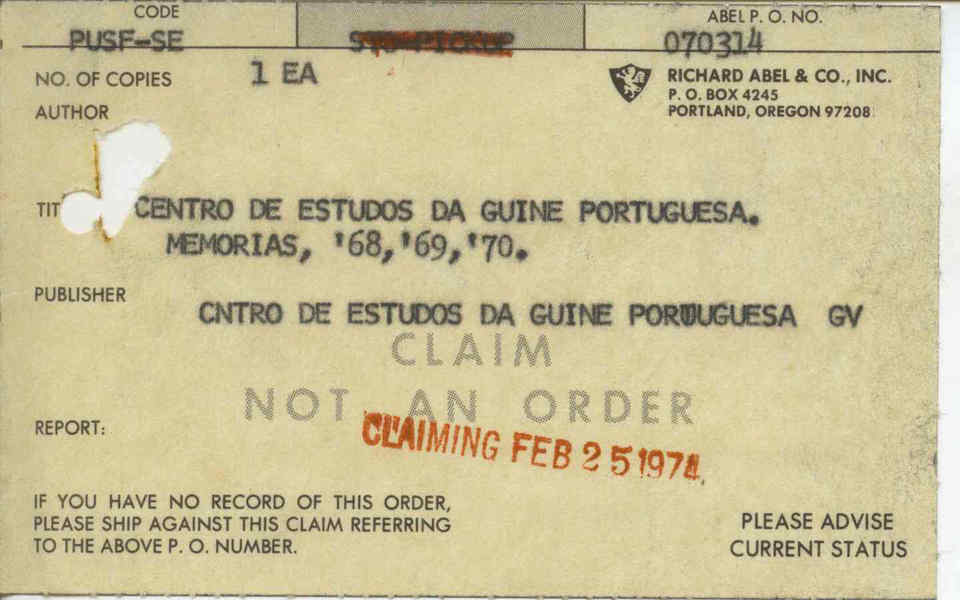 CODE
ABEL P. O. NO.
PUSF-SE
070314
NO. OF COPIES 1 EA
RICHARD ABEL & CO., INC.
P. O. BOX 4245
PORTLAND, OREGON 97208
AUTHOR
TIT CENTRO DE ESTUDOS DA GUINE PORTUGUESA.
MEMORIAS, '68,'69,'70.
PUBLISHER
CNTRO DE ESTUDOS DA GUINE PORUUGUESA GV
CLAIM
NOT AN ORDER
REPORT:
CLAIMING FEB 25 1974
IF YOU HAVE NO RECORD OF THIS ORDER,
PLEASE SHIP AGAINST THIS CLAIM REFERRING
TO THE ABOVE P. O. NUMBER.
PLEASE ADVISE
CURRENT STATUS